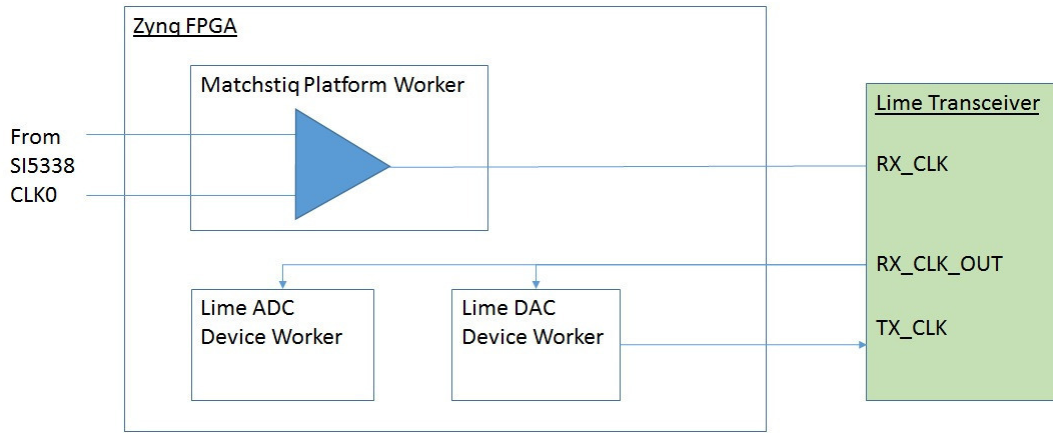 Zynq FPGA
Matchstiq Platform Worker
From
SI5338
CLK0
Lime Transceiver
RX_CLK
RX_CLK_OUT
TX_CLK
Lime ADC
Device Worker
Lime DAC
Device Worker